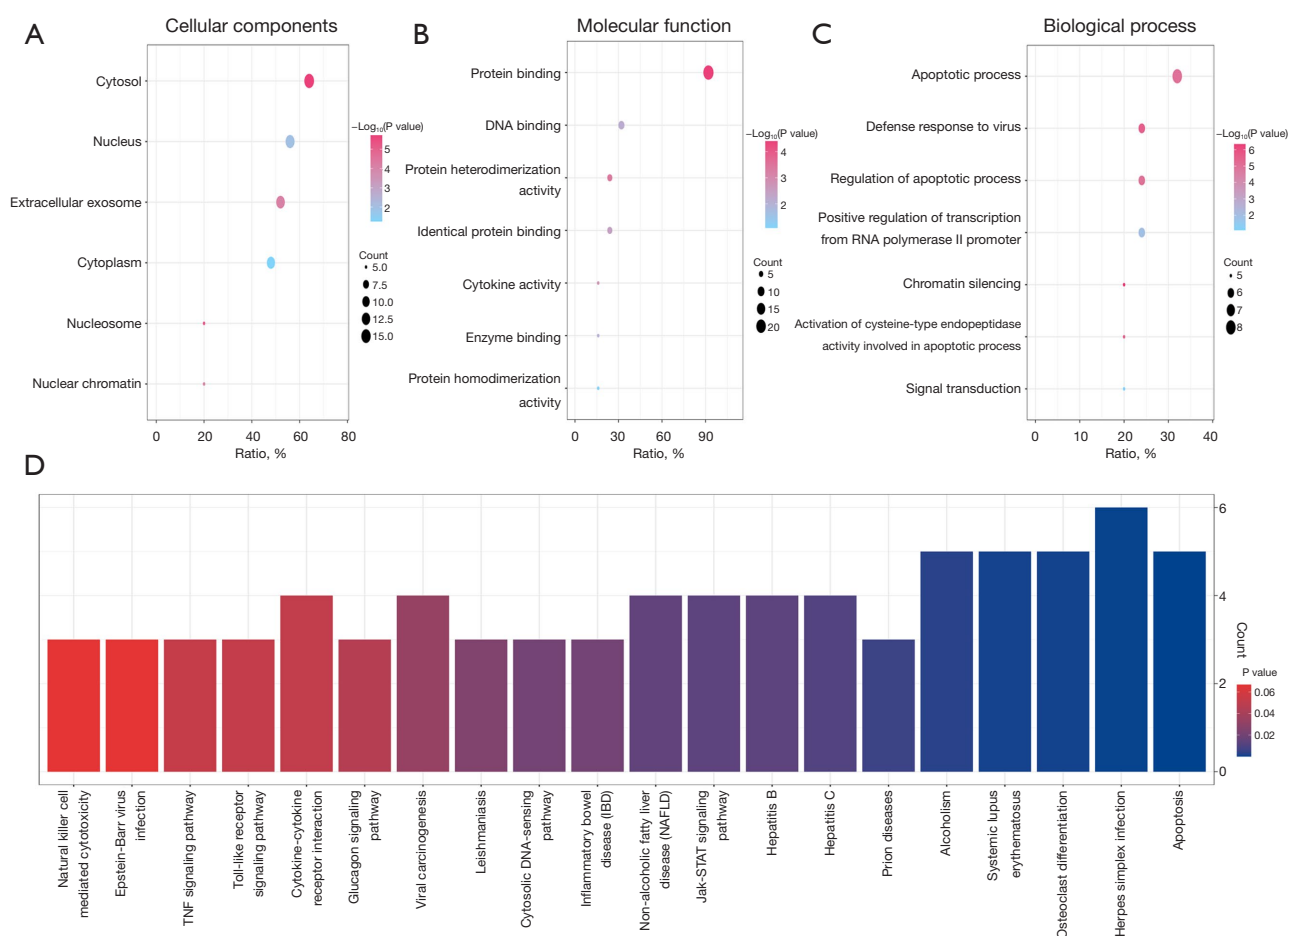 A
Cellular components
Cytosol
Nucleus
Extracellular exosome
Cytoplasm
Nucleosome
Nuclear chromatin
0 20 40 60 80
Ratio, %
–Log10(P value)
5
4
3
2
Count
5.0
7.5
10.0
12.5
15.0
B
Molecular function
Protein binding
DNA binding
Protein heterodimerization
activity
Identical protein binding
Cytokine activity
Enzyme binding
Protein homodimerization
activity
0 30 60 90
Ratio, %
–Log10(P value)
4
3
2
Count
5
10
15
20
C
Biological process
Apoptotic process
Defense response to virus
Regulation of apoptotic process
Positive regulation of transcription
from RNA polymerase II promoter
Chromatin silencing
Activation of cysteine-type endopeptidase
activity involved in apoptotic process
Signal transduction
0 10 20 30 40
Ratio, %
–Log10(P value)
6
5
4
3
2
Count
5
6
7
8
D
6
4
2
0
Count
P value
0.06
0.04
0.02
Natural killer cell
mediated cytotoxicity
Epstein-Barr virus
infection
TNF signaling pathway
Toll-like receptor
signaling pathway
Cytokine-cytokine
receptor interaction
Glucagon signaling
pathway
Viral carcinogenesis
Leishmaniasis
Cytosolic DNA-sensing
pathway
Inflammatory bowel
disease (IBD)
Non-alcoholic fatty liver
disease (NAFLD)
Jak-STAT signaling
pathway
Hepatitis B
Hepatitis C
Prion diseases
Alcoholism
Systemic lupus
erythematosus
Osteoclast differentiation
Herpes simplex infection
Apoptosis